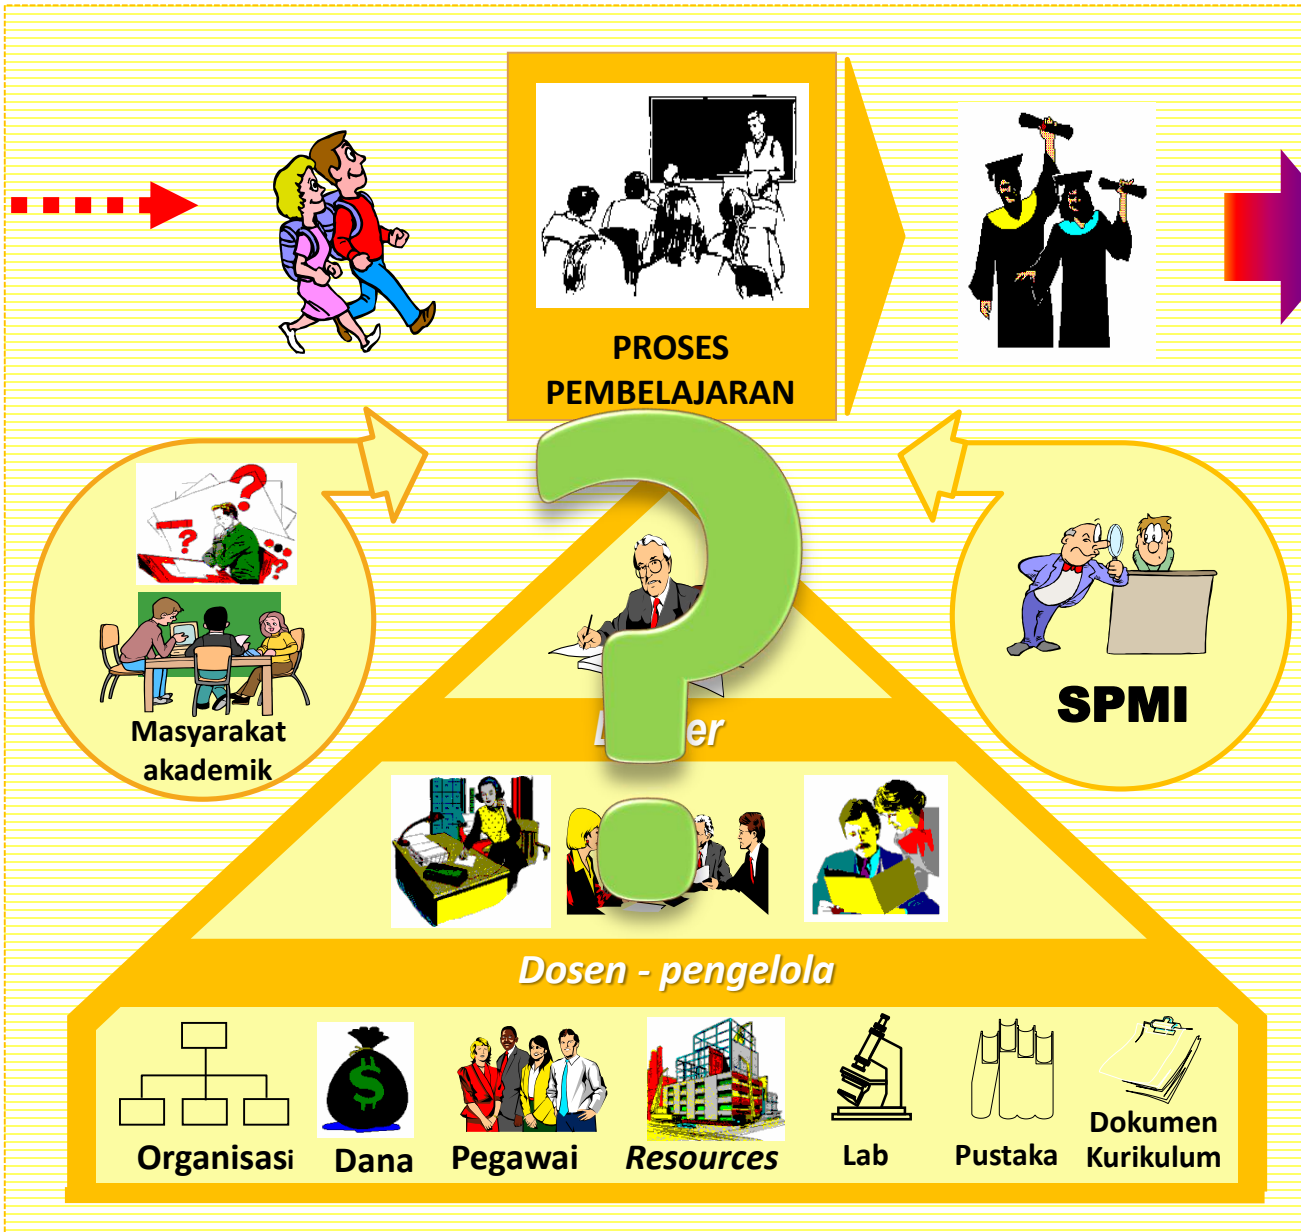 PROSES
PEMBELAJARAN
Masyarakat
akademik
SPMI
Dosen - pengelola
Organisasi
Dana
Pegawai
Resources
Lab
Pustaka
Dokumen
Kurikulum